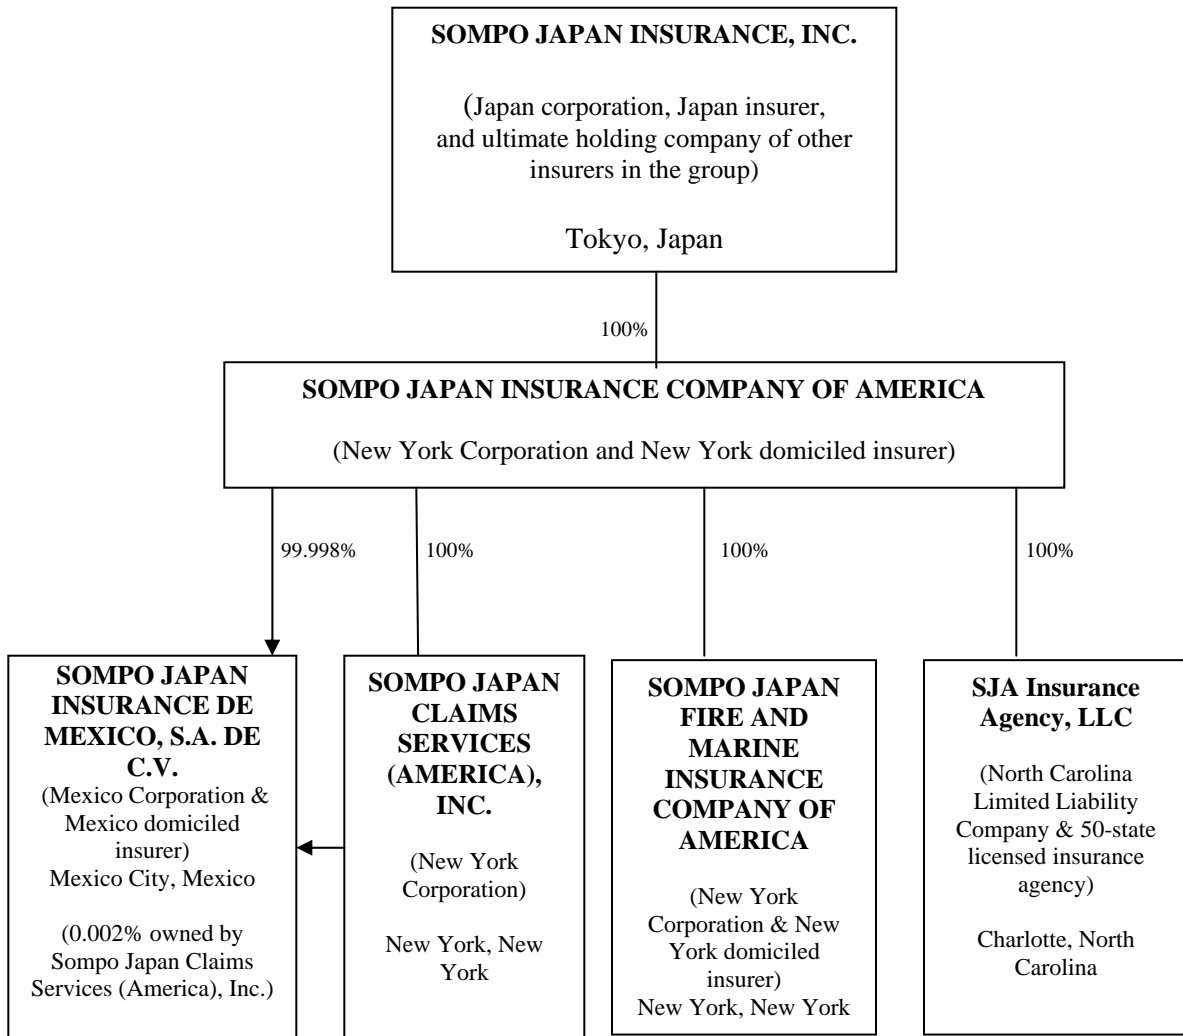 SOMPO JAPAN INSURANCE, INC.
(Japan corporation, Japan insurer,
and ultimate holding company of other
insurers in the group)
Tokyo, Japan
100%
SOMPO JAPAN INSURANCE COMPANY OF AMERICA
(New York Corporation and New York domiciled insurer)
99.998%
100%
100%
100%
SOMPO JAPAN
INSURANCE DE
MEXICO, S.A. DE
C.V.
(Mexico Corporation &
Mexico domiciled
insurer)
Mexico City, Mexico
(0.002% owned by
Sompo Japan Claims
Services (America), Inc.)
SOMPO JAPAN
CLAIMS
SERVICES
(AMERICA),
INC.
(New York
Corporation)
New York, New
York
SOMPO JAPAN
FIRE AND
MARINE
INSURANCE
COMPANY OF
AMERICA
(New York
Corporation & New
York domiciled
insurer)
New York, New York
SJA Insurance
Agency, LLC
(North Carolina
Limited Liability
Company & 50-state
licensed insurance
agency)
Charlotte, North
Carolina